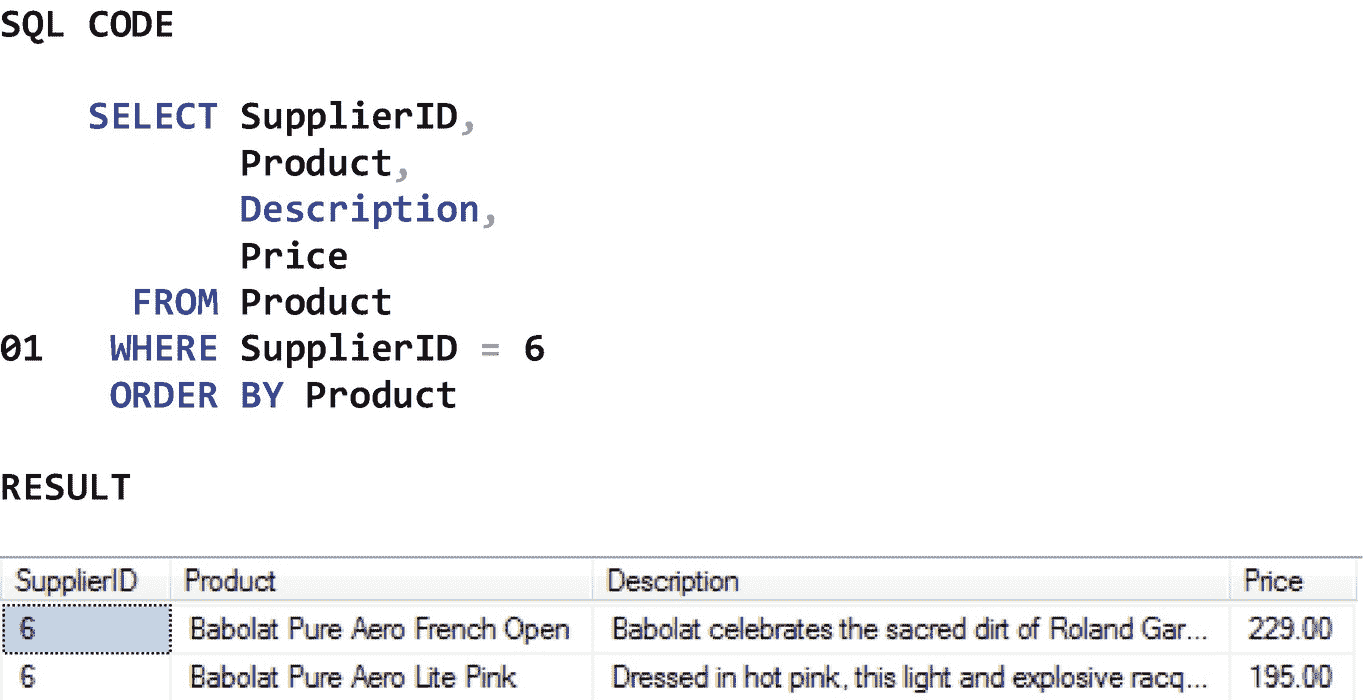 SQL CODE
SELECT SupplierID,
Product,
Description,
Price
FROM Product
01 WHERE SupplierID = 6
ORDER BY Product
RESULT
SupplierID Product Description Price
6 Babolat Pure Aero French Open Babolat celebrates the sacred dirt of Roland Gar... 229.00
6 Babolat Pure Aero Lite Pink Dressed in hot pink, this light and explosive racq... 195.00